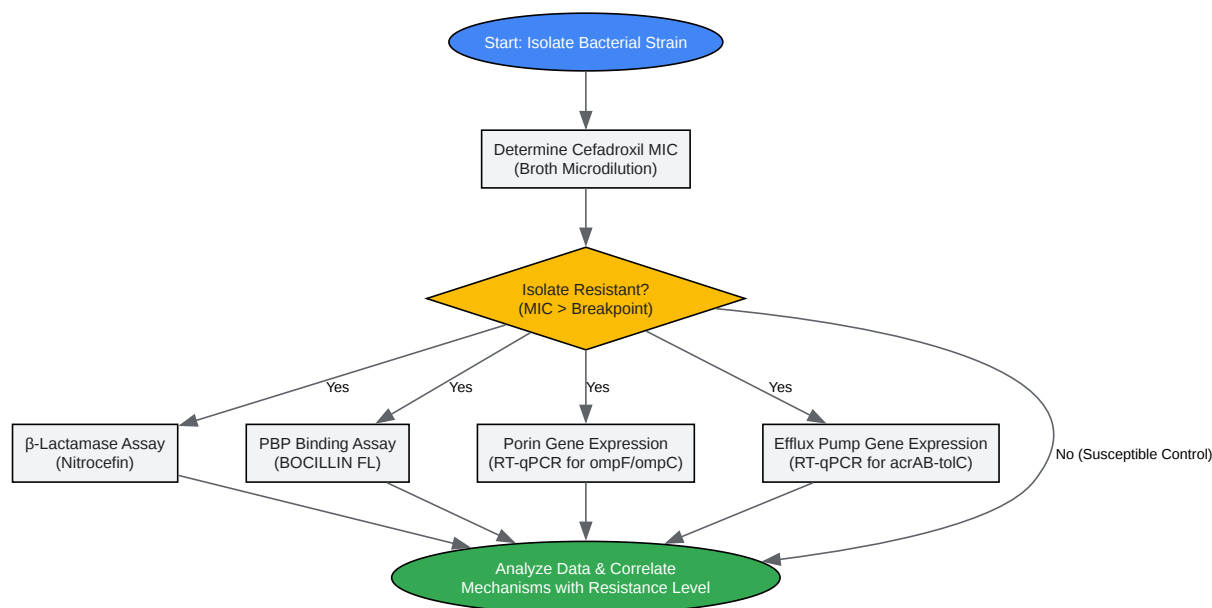 Start: Isolate Bacterial Strain
Determine Cefadroxil MIC
(Broth Microdilution)
Isolate Resistant?
(MIC > Breakpoint)
Yes
Yes
Yes
Yes
β-Lactamase Assay
(Nitrocefin)
PBP Binding Assay
(BOCILLIN FL)
Porin Gene Expression
(RT-qPCR for ompF/ompC)
Efflux Pump Gene Expression
(RT-qPCR for acrAB-tolC)
No (Susceptible Control)
Analyze Data & Correlate
Mechanisms with Resistance Level